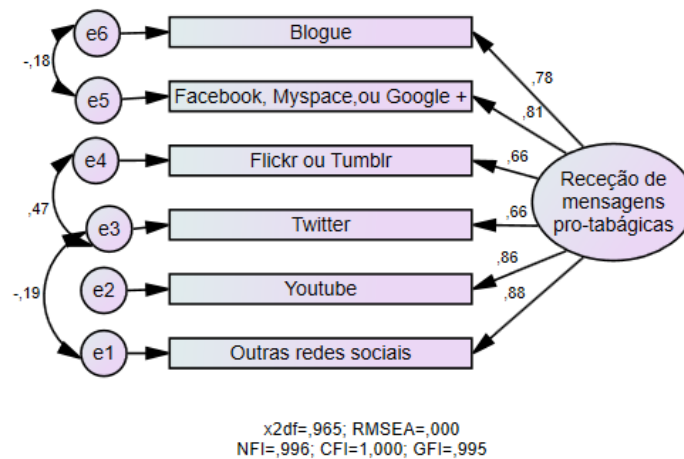 e6
Blogue
-,18
,78
e5
Facebook, Myspace,ou Google +
,81
e4
Flickr ou Tumblr
,66
Receção de
mensagens
pro-tabágicas
,47
e3
Twitter
,66
e2
Youtube
,86
-,19
,88
e1
Outras redes sociais
x2df=,965; RMSEA=,000
NFI=,996; CFI=1,000; GFI=,995